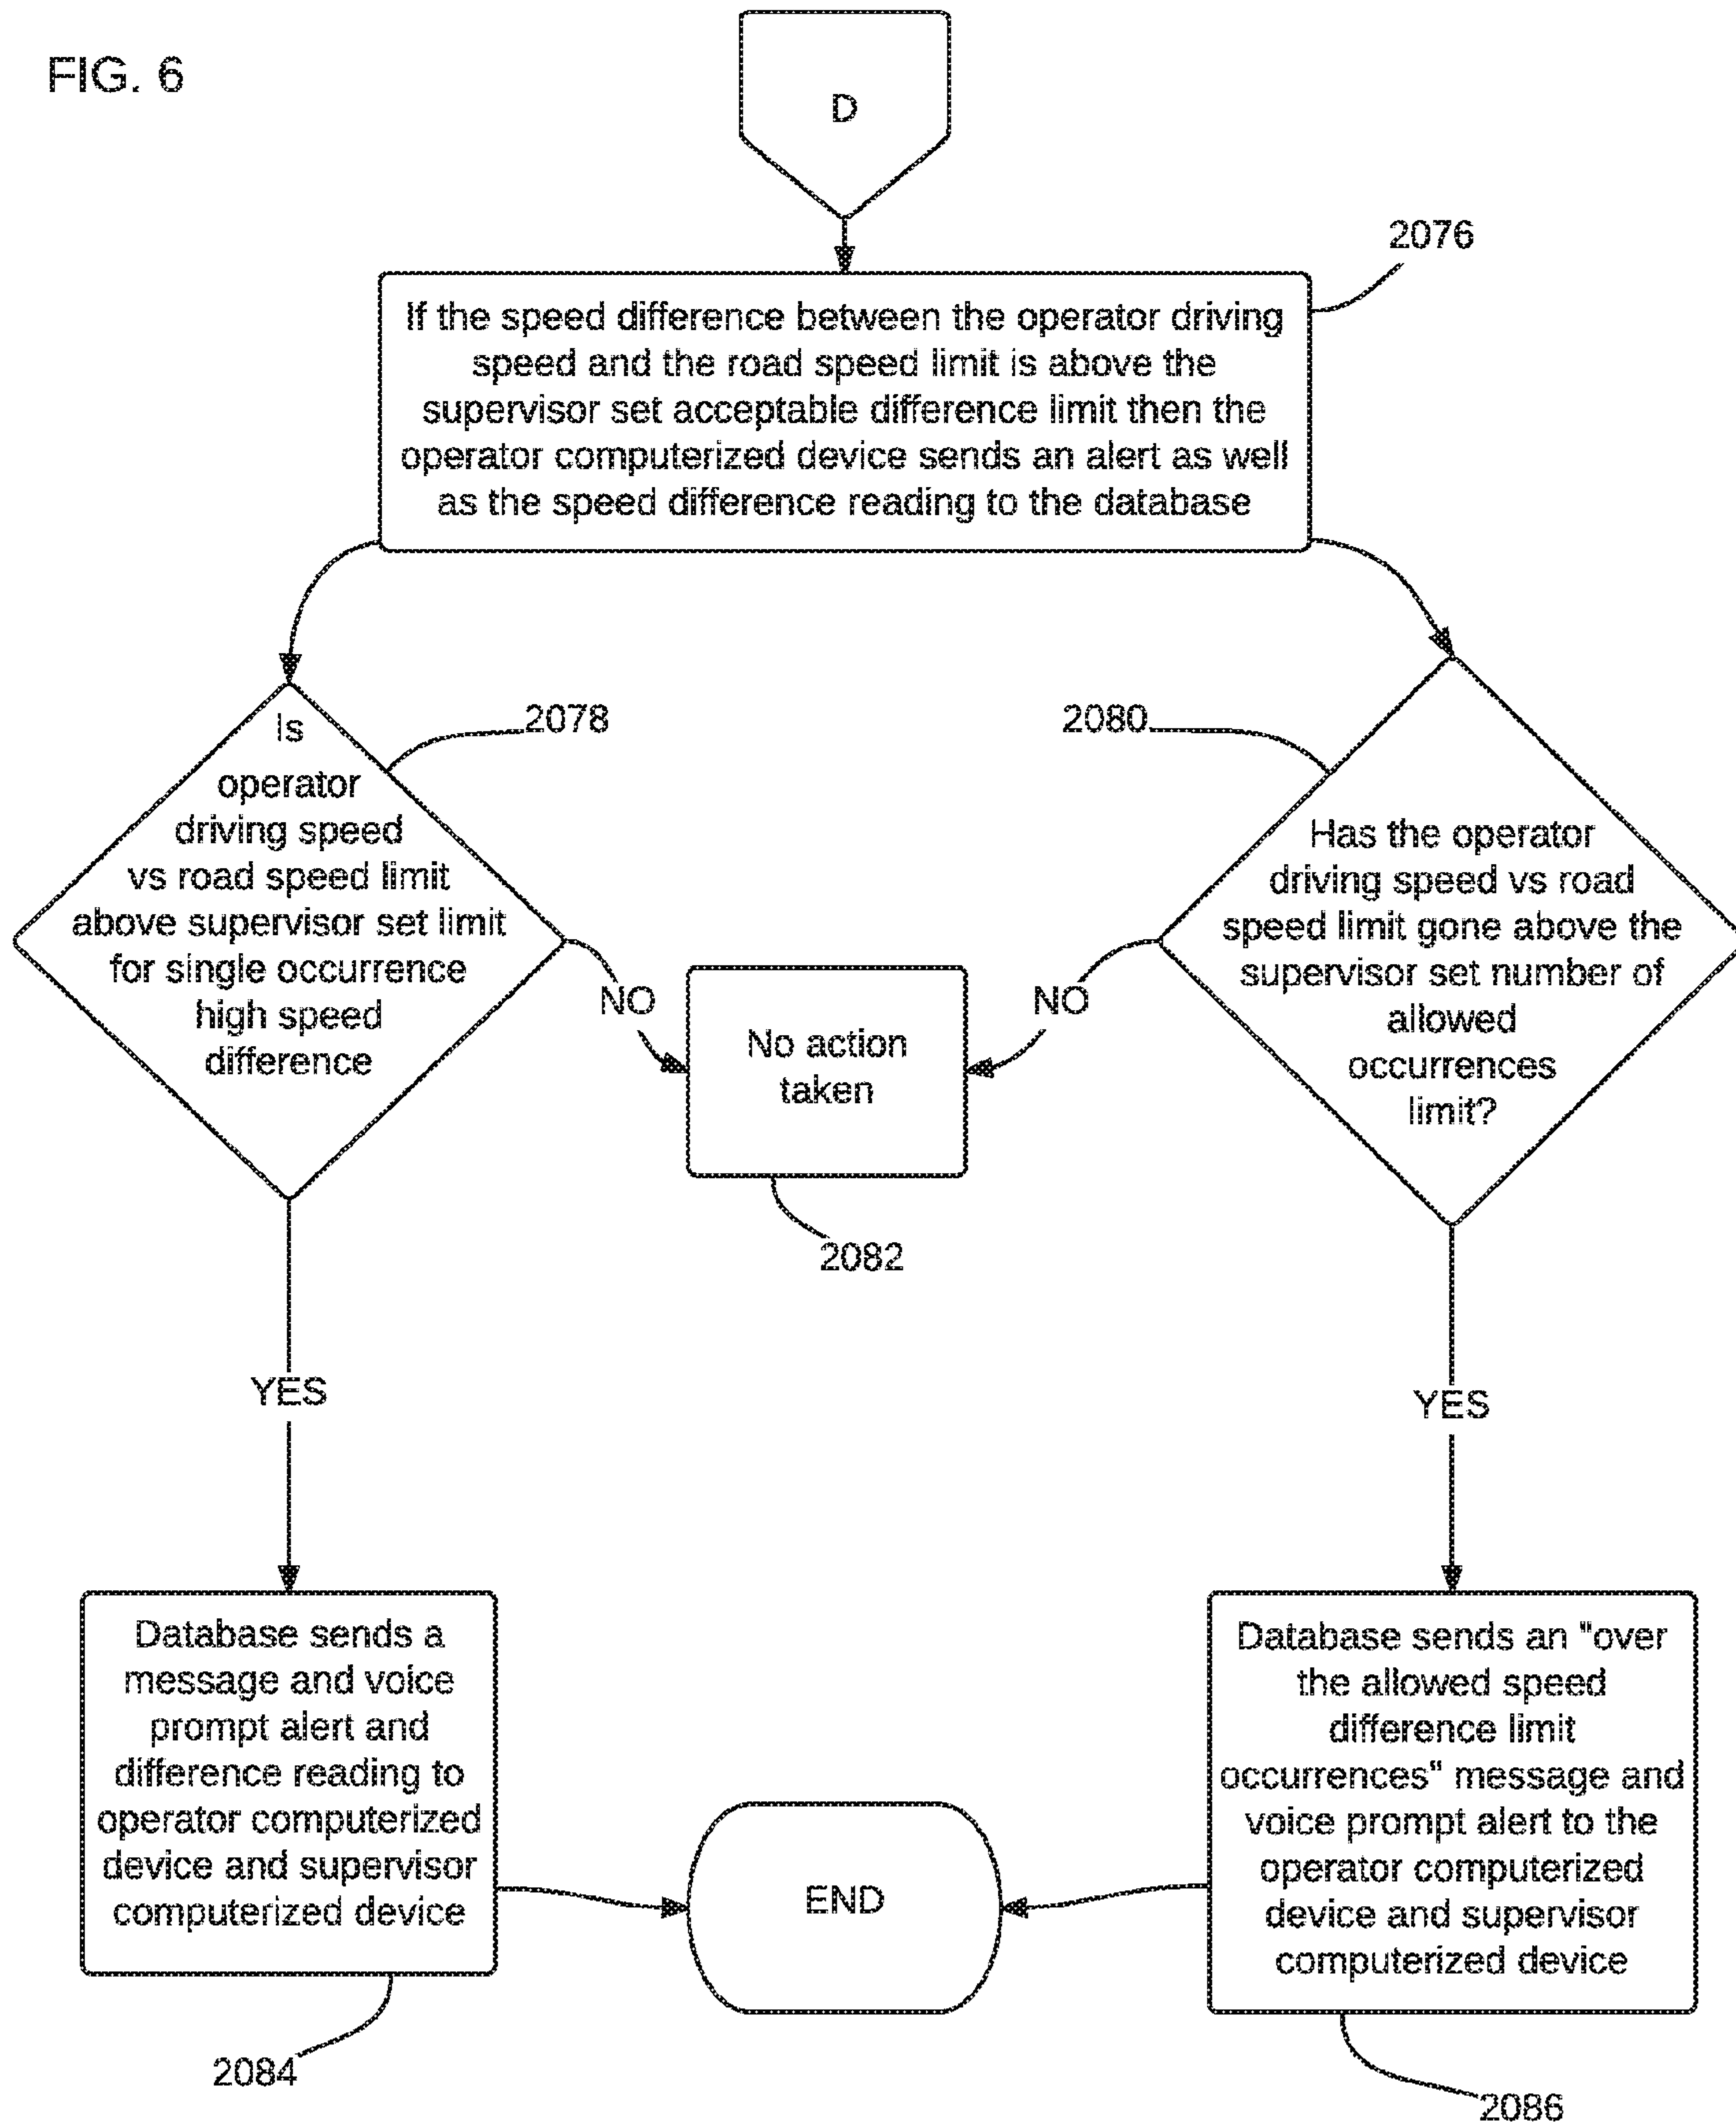 FIG. 6
D
2076
If the speed difference between the operator driving
speed and the road speed limit is above the
supervisor set acceptable difference limit then the
operator computerized device sends an alert as well
as the speed difference reading to the database
2078
Is
operator
driving speed
vs road speed limit
above supervisor set limit
for single occurrence
high speed
difference
2080
Has the operator
driving speed vs road
speed limit gone above the
supervisor set number of
allowed
occurrences
limit?
NO
NO
No action
taken
2082
YES
YES
Database sends a
message and voice
prompt alert and
difference reading to
operator computerized
device and supervisor
computerized device
2084
END
Database sends an "over
the allowed speed
difference limit
occurrences" message and
voice prompt alert to the
operator computerized
device and supervisor
computerized device
2086